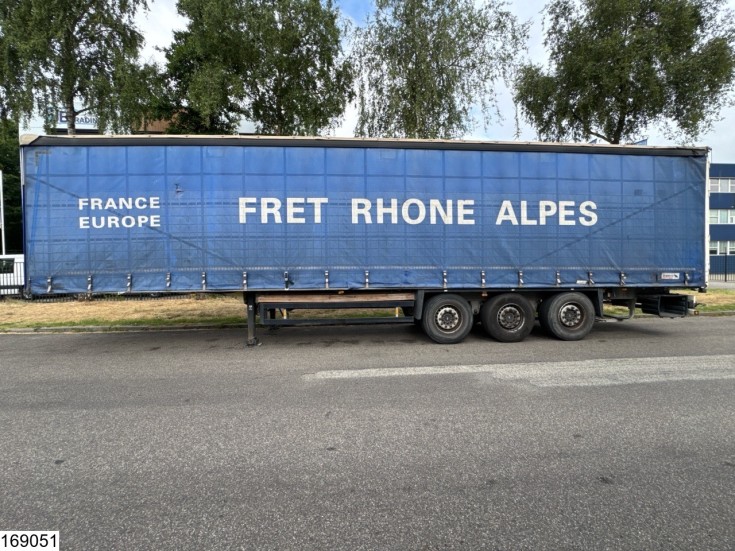 FRANCE
EUROPE
FRET RHONE ALPES
169051